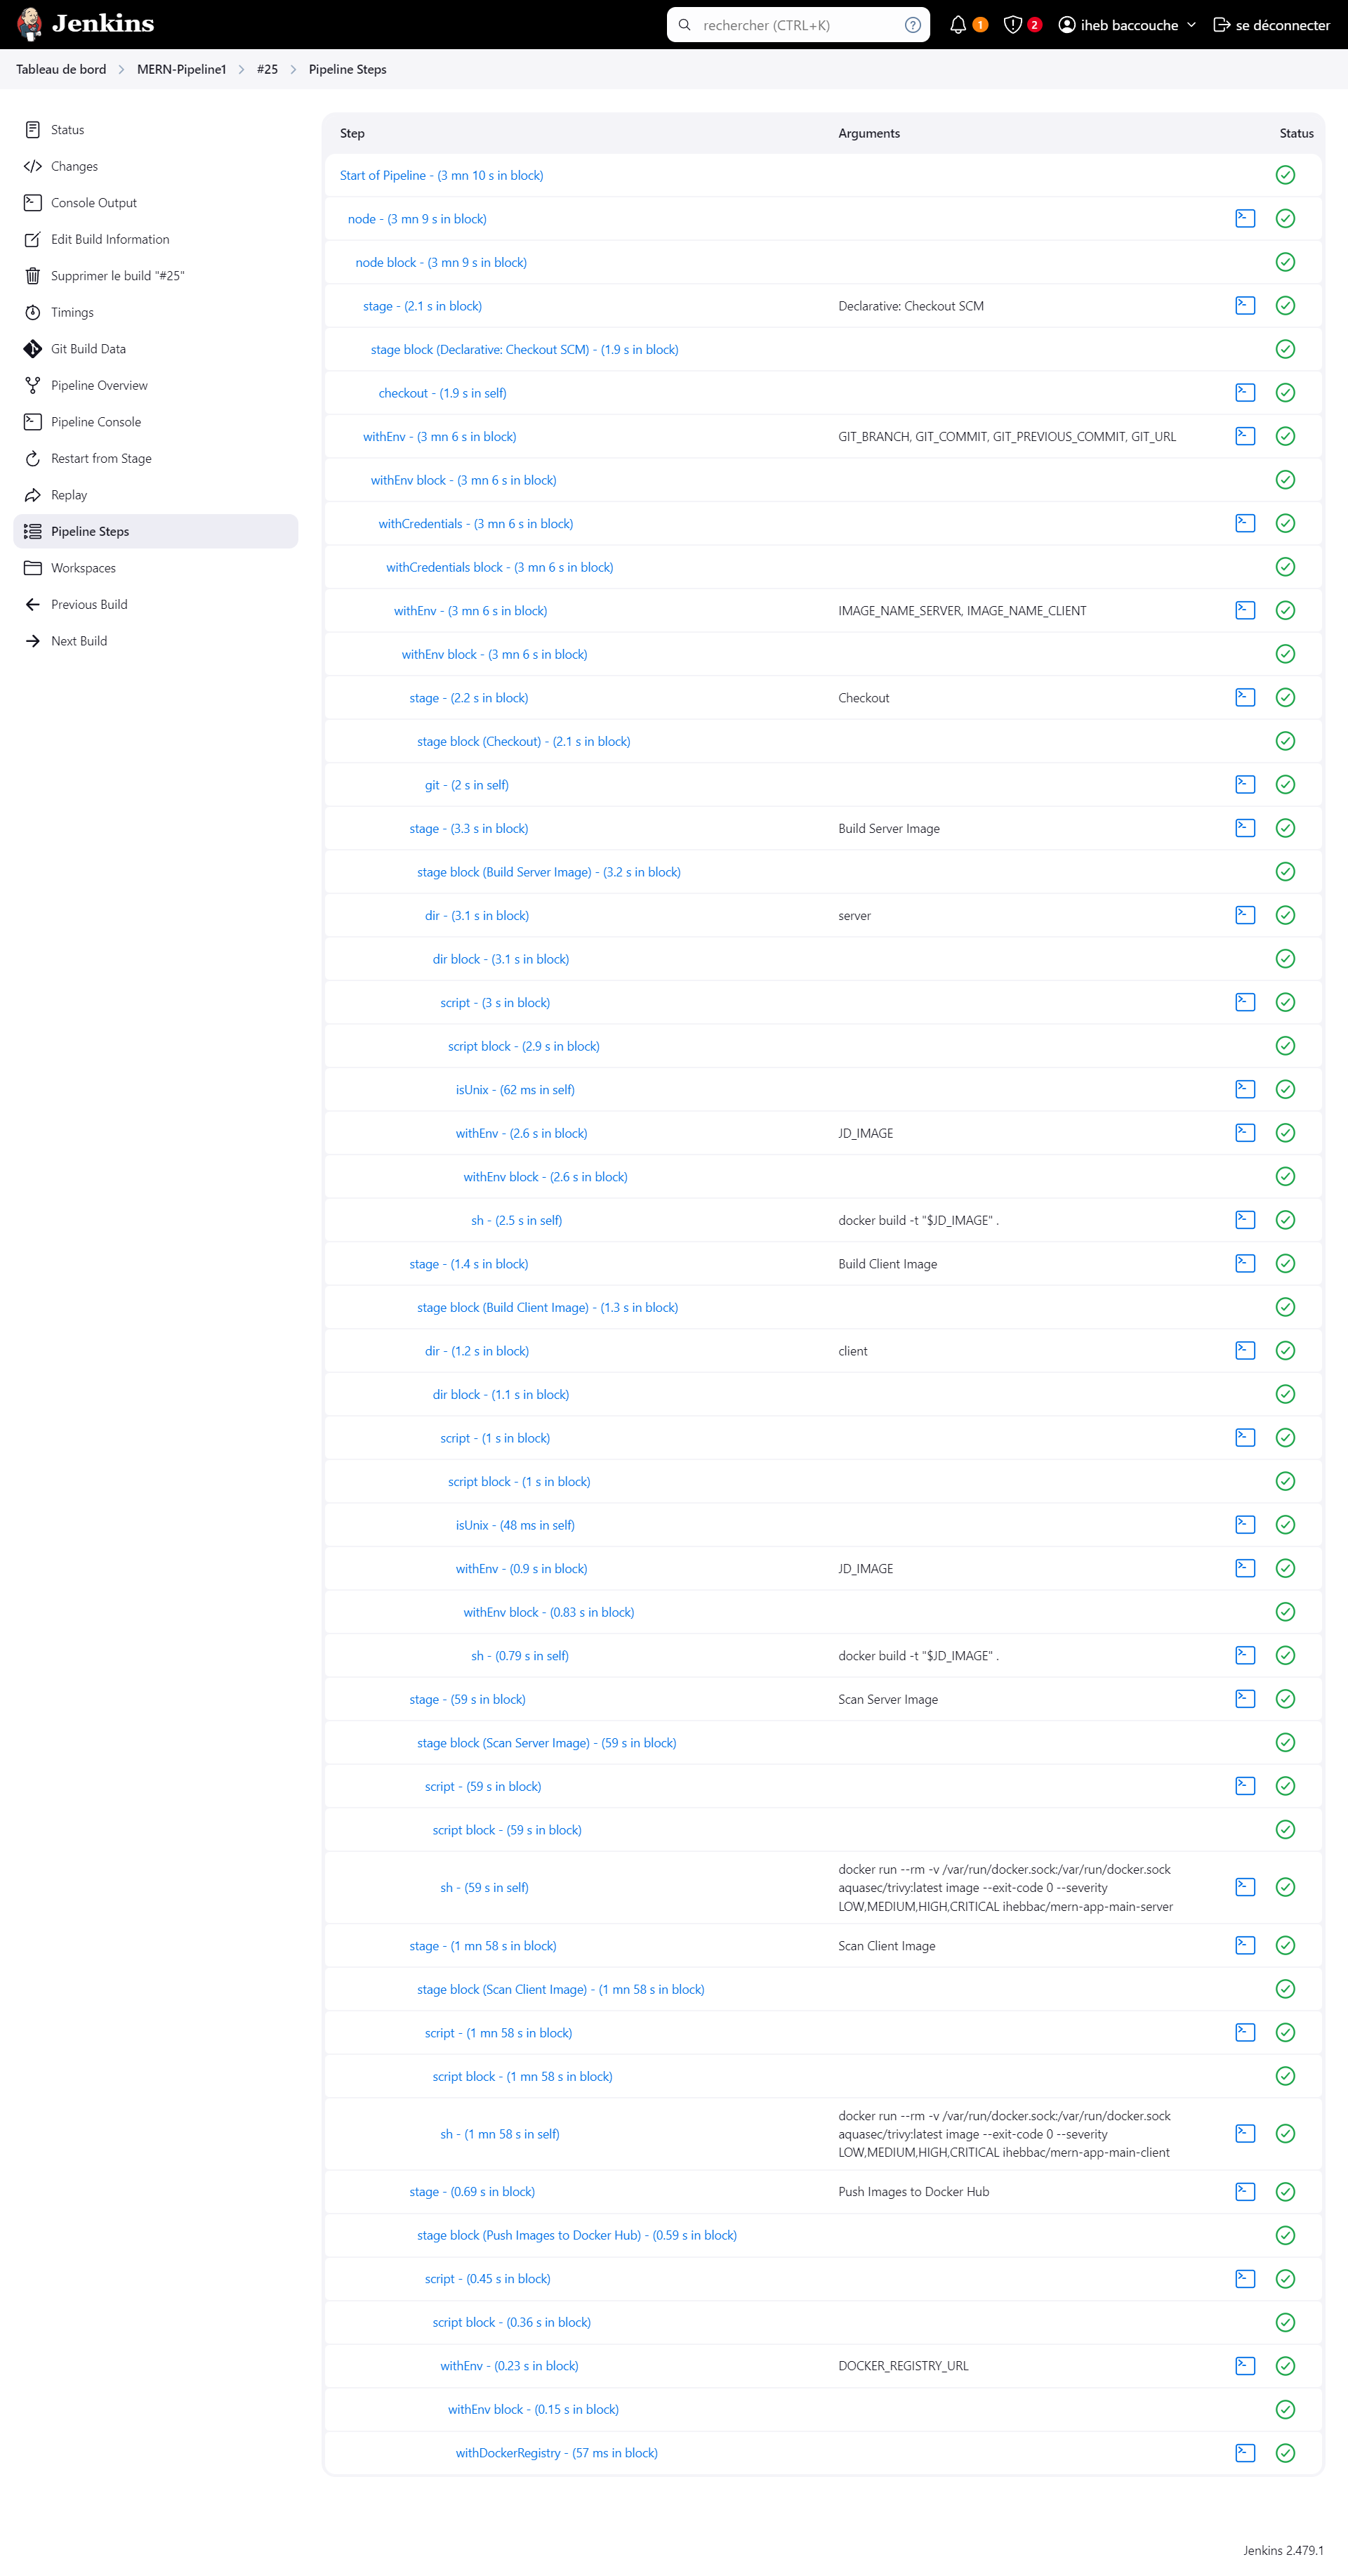 Jenkins
rechercher (CTRL+K)
1
2
iheb baccouche
se déconnecter
Tableau de bord
MERN-Pipeline1
#25
Pipeline Steps
Status
Changes
Console Output
Edit Build Information
Supprimer le build "#25"
Timings
Git Build Data
Pipeline Overview
Pipeline Console
Restart from Stage
Replay
Pipeline Steps
Workspaces
Previous Build
Next Build
Step Arguments Status
Start of Pipeline - (3 mn 10 s in block)
node - (3 mn 9 s in block)
node block - (3 mn 9 s in block)
stage - (2.1 s in block) Declarative: Checkout SCM
stage block (Declarative: Checkout SCM) - (1.9 s in block)
checkout - (1.9 s in self)
withEnv - (3 mn 6 s in block) GIT_BRANCH, GIT_COMMIT, GIT_PREVIOUS_COMMIT, GIT_URL
withEnv block - (3 mn 6 s in block)
withCredentials - (3 mn 6 s in block)
withCredentials block - (3 mn 6 s in block)
withEnv - (3 mn 6 s in block) IMAGE_NAME_SERVER, IMAGE_NAME_CLIENT
withEnv block - (3 mn 6 s in block)
stage - (2.2 s in block) Checkout
stage block (Checkout) - (2.1 s in block)
git - (2 s in self)
stage - (3.3 s in block) Build Server Image
stage block (Build Server Image) - (3.2 s in block)
dir - (3.1 s in block) server
dir block - (3.1 s in block)
script - (3 s in block)
script block - (2.9 s in block)
isUnix - (62 ms in self)
withEnv - (2.6 s in block) JD_IMAGE
withEnv block - (2.6 s in block)
sh - (2.5 s in self) docker build -t "$JD_IMAGE" .
stage - (1.4 s in block) Build Client Image
stage block (Build Client Image) - (1.3 s in block)
dir - (1.2 s in block) client
dir block - (1.1 s in block)
script - (1 s in block)
script block - (1 s in block)
isUnix - (48 ms in self)
withEnv - (0.9 s in block) JD_IMAGE
withEnv block - (0.83 s in block)
sh - (0.79 s in self) docker build -t "$JD_IMAGE" .
stage - (59 s in block) Scan Server Image
stage block (Scan Server Image) - (59 s in block)
script - (59 s in block)
script block - (59 s in block)
sh - (59 s in self)
docker run --rm -v /var/run/docker.sock:/var/run/docker.sock
aquasec/trivy:latest image --exit-code 0 --severity
LOW,MEDIUM,HIGH,CRITICAL ihebbac/mern-app-main-server
stage - (1 mn 58 s in block) Scan Client Image
stage block (Scan Client Image) - (1 mn 58 s in block)
script - (1 mn 58 s in block)
script block - (1 mn 58 s in block)
sh - (1 mn 58 s in self)
docker run --rm -v /var/run/docker.sock:/var/run/docker.sock
aquasec/trivy:latest image --exit-code 0 --severity
LOW,MEDIUM,HIGH,CRITICAL ihebbac/mern-app-main-client
stage - (0.69 s in block) Push Images to Docker Hub
stage block (Push Images to Docker Hub) - (0.59 s in block)
script - (0.45 s in block)
script block - (0.36 s in block)
withEnv - (0.23 s in block) DOCKER_REGISTRY_URL
withEnv block - (0.15 s in block)
withDockerRegistry - (57 ms in block)
Jenkins 2.479.1